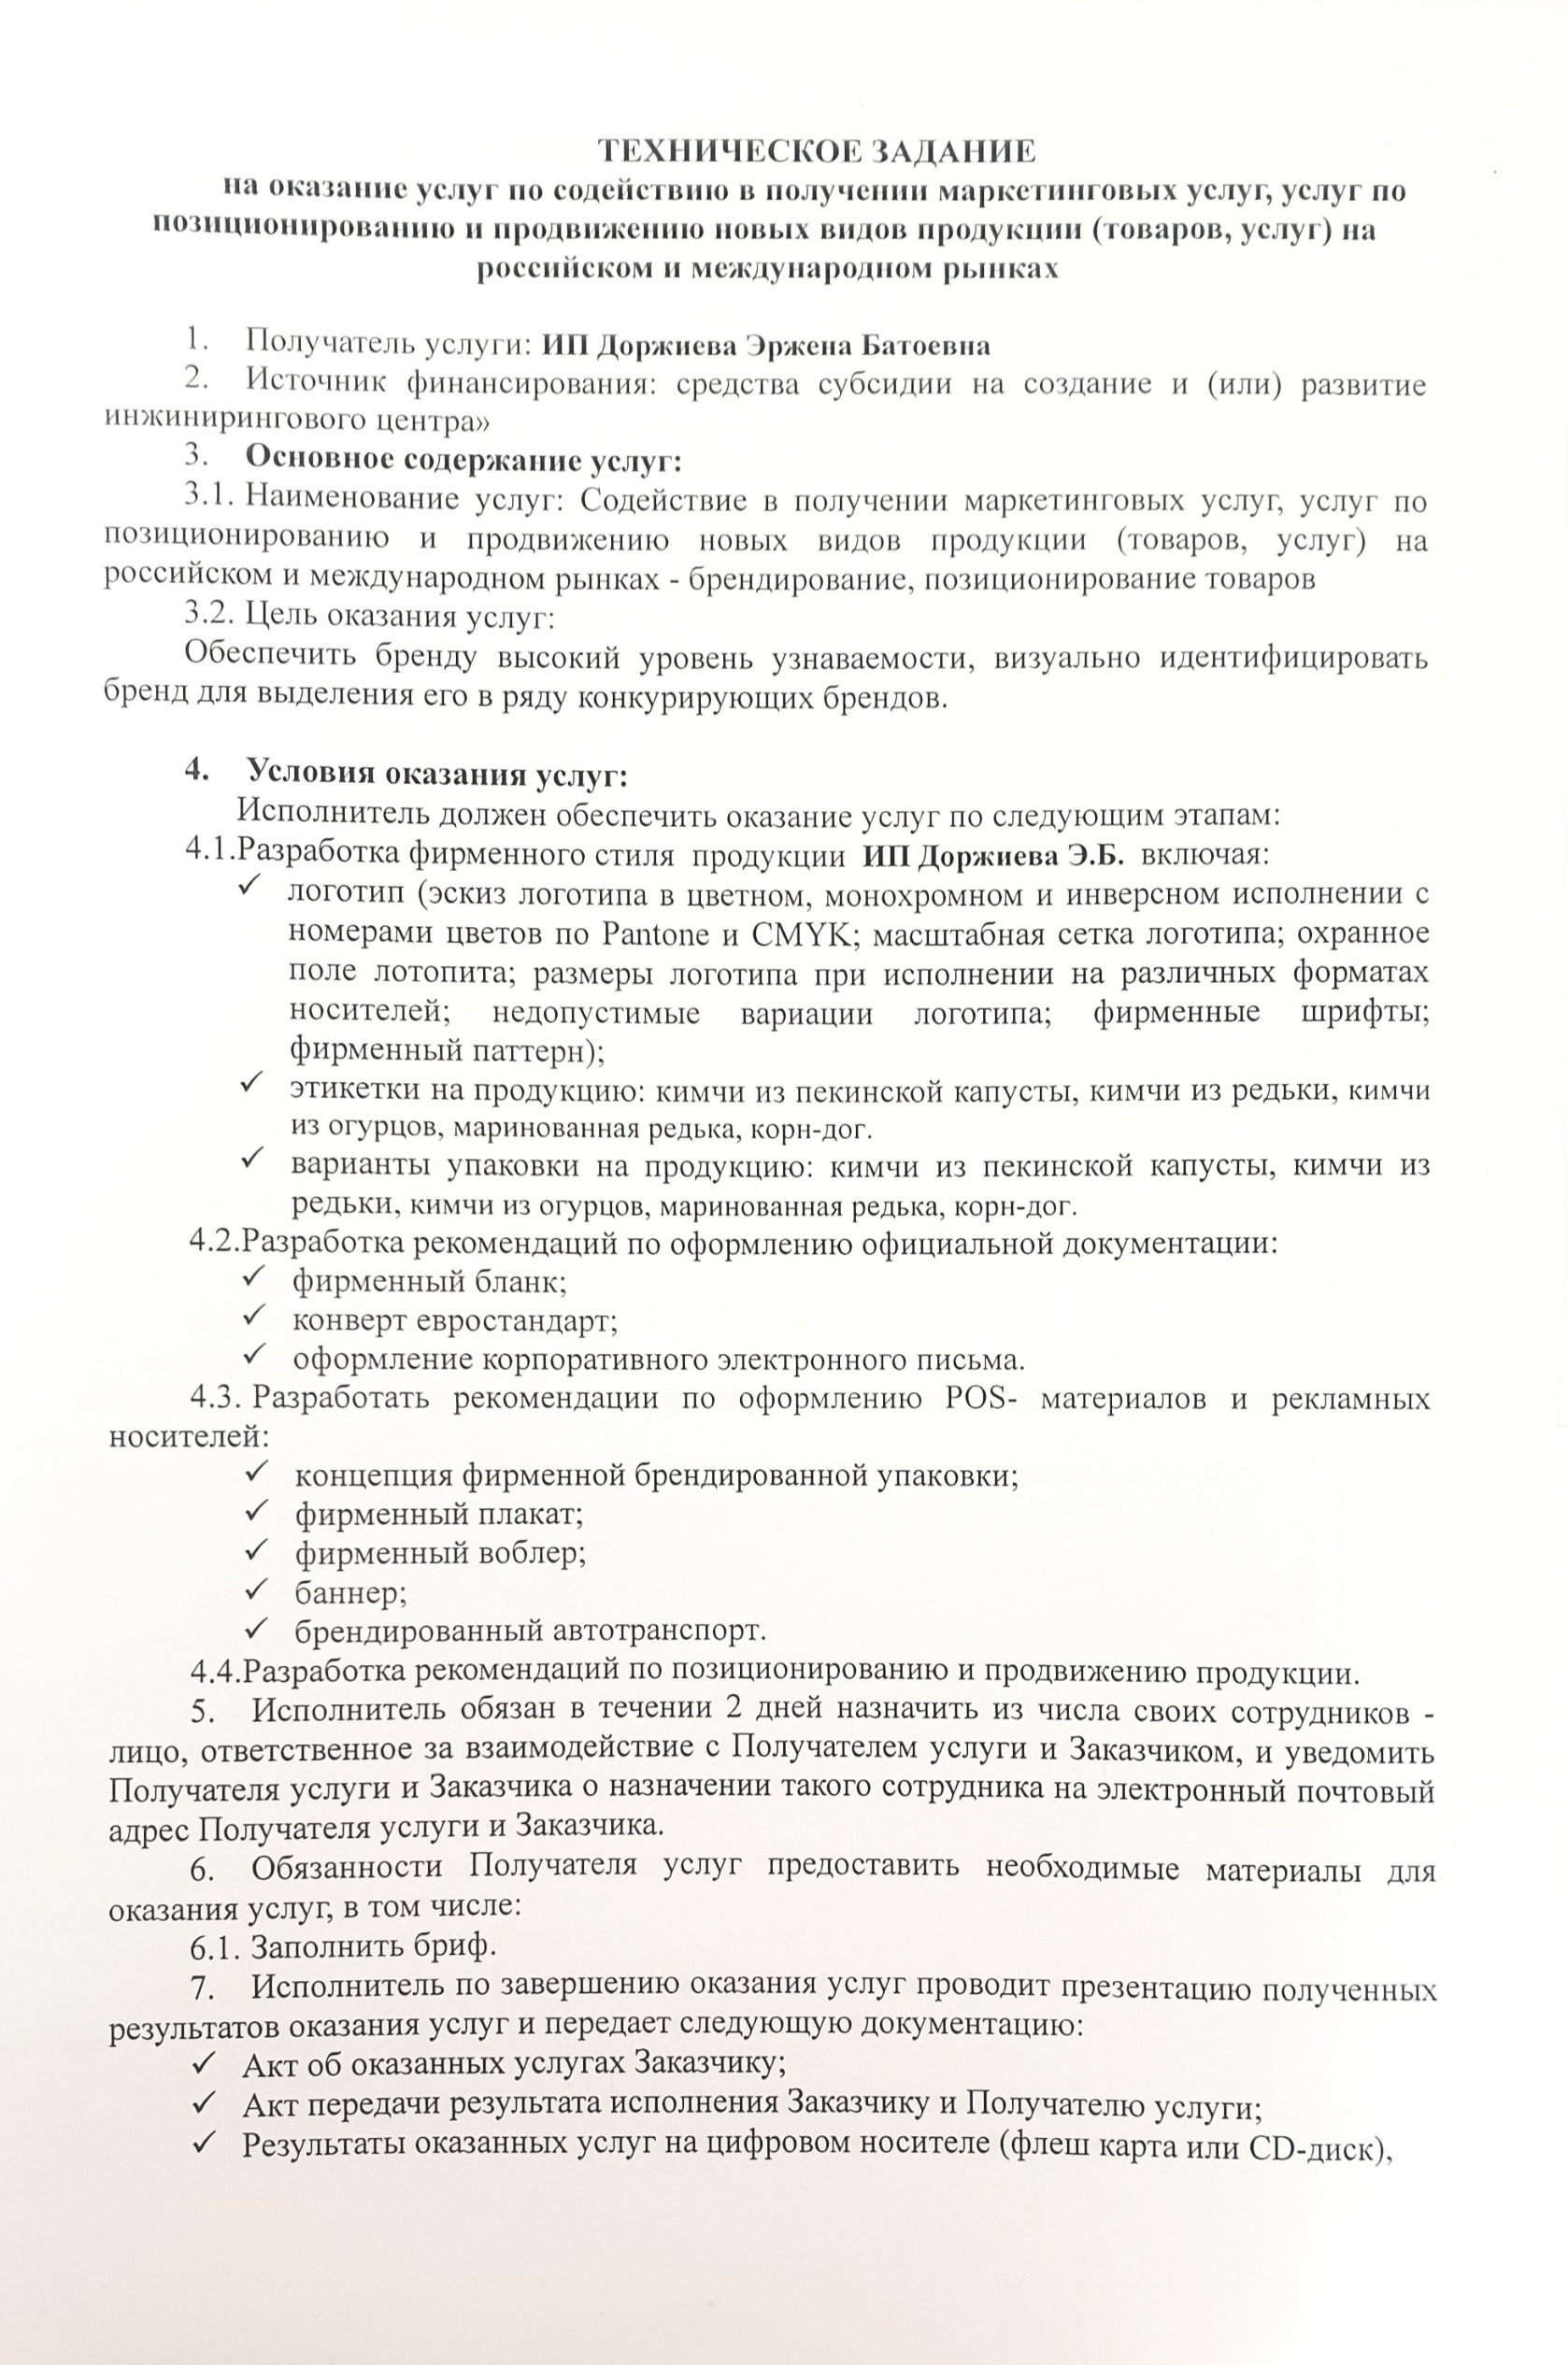 ТЕХНИЧЕСКОЕ ЗАДАНИЕ
на оказание услуг по содействию в получении маркетинговых услуг, услуг по
позиционированию и продвижению новых видов продукции (товаров, услуг) на
российском и международном рынках
1. Получатель услуги: ИП Доржиева Эржена Батоевна
2. Источник финансирования: средства субсидии на создание и (или) развитие
инжинирингового центра»
3. Основное содержание услуг:
3.1. Наименование услуг: Содействие в получении маркетинговых услуг, услуг по
позиционированию и продвижению новых видов продукции (товаров, услуг) на
российском и международном рынках - брендирование, позиционирование товаров
3.2. Цель оказания услуг:
Обеспечить бренду высокий уровень узнаваемости, визуально идентифицировать
бренд для выделения его в ряду конкурирующих брендов.
4. Условия оказания услуг:
Исполнитель должен обеспечить оказание услуг по следующим этапам:
4.1.Разработка фирменного стиля продукции ИП Доржиева Э.Б. включая:
✓ логотип (эскиз логотипа в цветном, монохромном и инверсном исполнении с
номерами цветов по Pantone и CMYK; масштабная сетка логотипа; охранное
поле лотопита; размеры логотипа при исполнении на различных форматах
носителей; недопустимые вариации логотипа; фирменные шрифты;
фирменный паттерн);
✓ этикетки на продукцию: кимчи из пекинской капусты, кимчи из редьки, кимчи
из огурцов, маринованная редька, корн-дог.
✓ варианты упаковки на продукцию: кимчи из пекинской капусты, кимчи из
редьки, кимчи из огурцов, маринованная редька, корн-дог.
4.2.Разработка рекомендаций по оформлению официальной документации:
✓ фирменный бланк;
✓ конверт евростандарт;
✓ оформление корпоративного электронного письма.
4.3. Разработать рекомендации по оформлению POS- материалов и рекламных
носителей:
✓ концепция фирменной брендированной упаковки;
✓ фирменный плакат;
✓ фирменный воблер;
✓ баннер;
✓ брендированный автотранспорт.
4.4.Разработка рекомендаций по позиционированию и продвижению продукции.
5. Исполнитель обязан в течении 2 дней назначить из числа своих сотрудников -
лицо, ответственное за взаимодействие с Получателем услуги и Заказчиком, и уведомить
Получателя услуги и Заказчика о назначении такого сотрудника на электронный почтовый
адрес Получателя услуги и Заказчика.
6. Обязанности Получателя услуг предоставить необходимые материалы для
оказания услуг, в том числе:
6.1. Заполнить бриф.
7. Исполнитель по завершению оказания услуг проводит презентацию полученных
результатов оказания услуг и передает следующую документацию:
✓ Акт об оказанных услугах Заказчику;
✓ Акт передачи результата исполнения Заказчику и Получателю услуги;
✓ Результаты оказанных услуг на цифровом носителе (флеш карта или CD-диск),